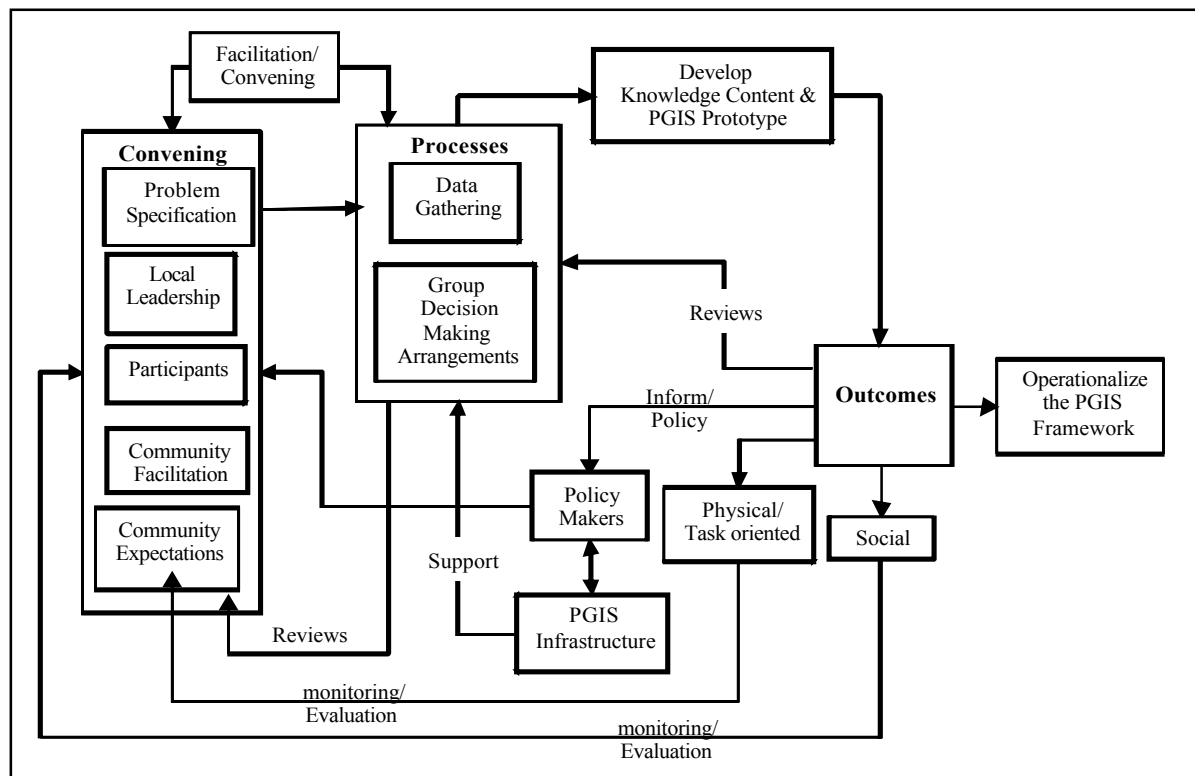 Facilitation/
Convening
Develop
Knowledge Content &
PGIS Prototype
Convening
Problem
Specification
Local
Leadership
Participants
Community
Facilitation
Community
Expectations
Processes
Data
Gathering
Group
Decision
Making
Arrangements
Reviews
Outcomes
Operationalize
the PGIS
Framework
Inform/
Policy
Policy
Makers
Physical/
Task oriented
Social
Support
PGIS
Infrastructure
Reviews
monitoring/
Evaluation
monitoring/
Evaluation